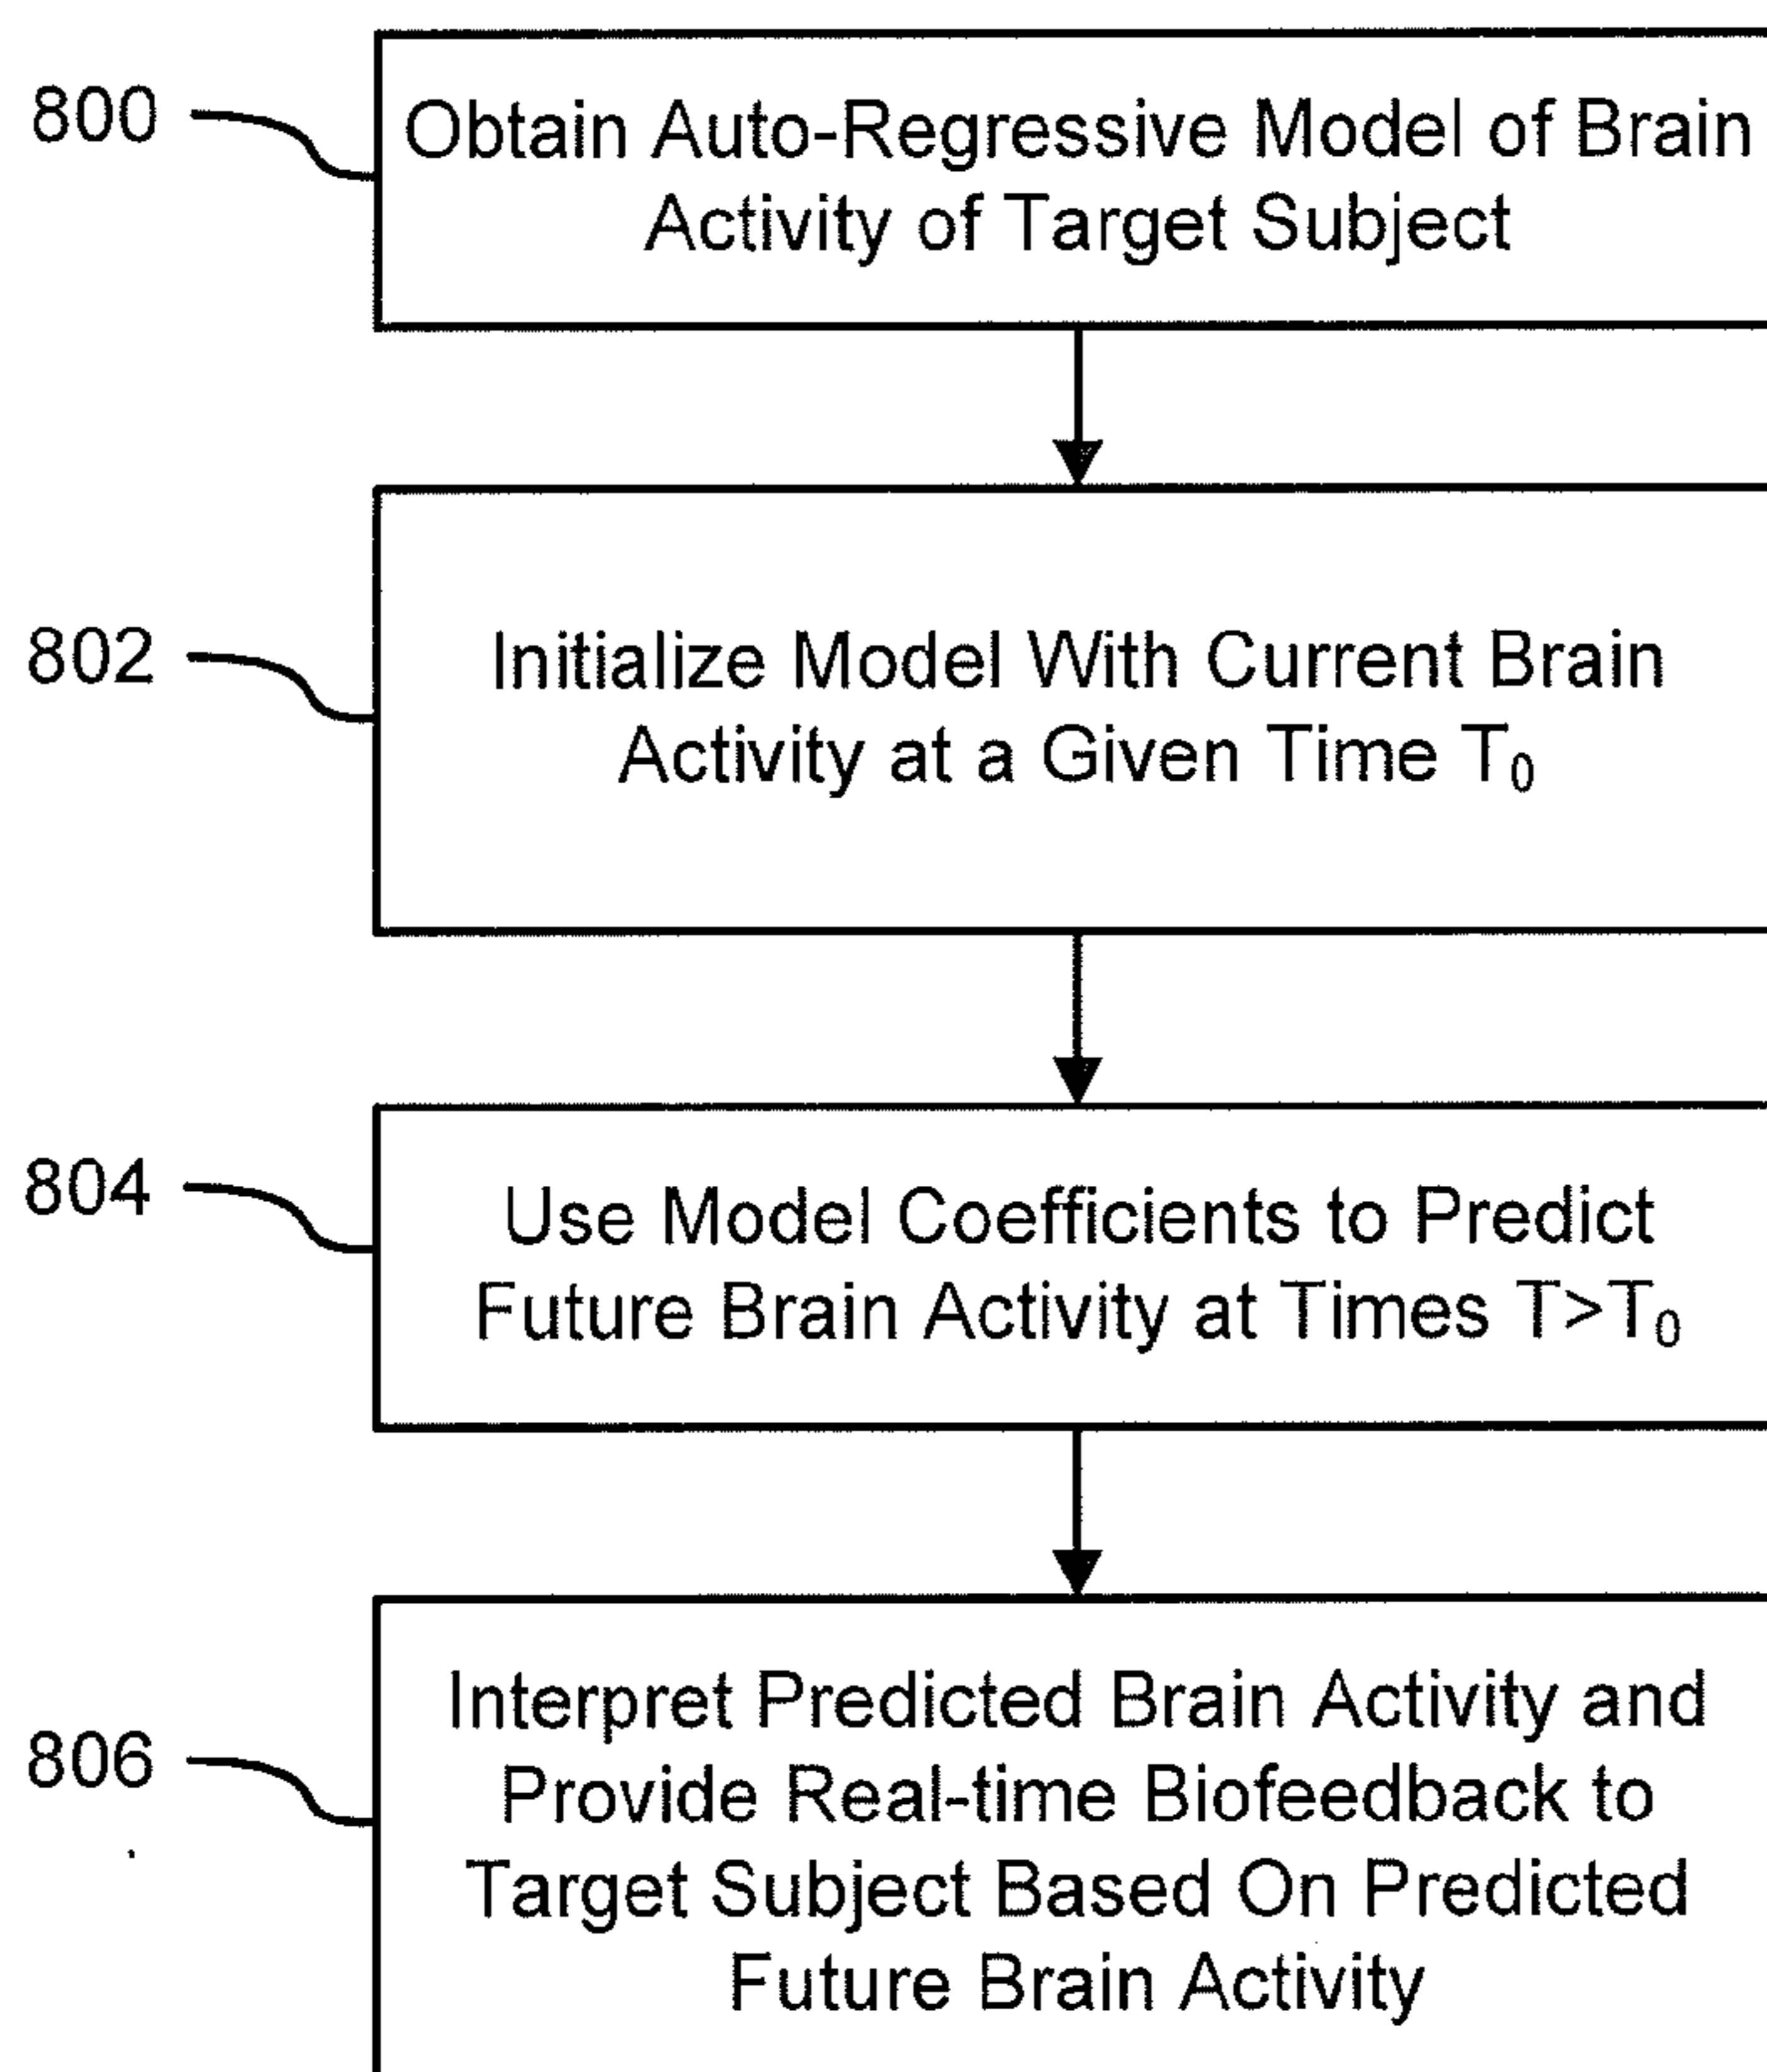 800
Obtain Auto-Regressive Model of Brain
Activity of Target Subject
802
Initialize Model With Current Brain
Activity at a Given Time T₀
804
Use Model Coefficients to Predict
Future Brain Activity at Times T>T₀
806
Interpret Predicted Brain Activity and
Provide Real-time Biofeedback to
Target Subject Based On Predicted
Future Brain Activity